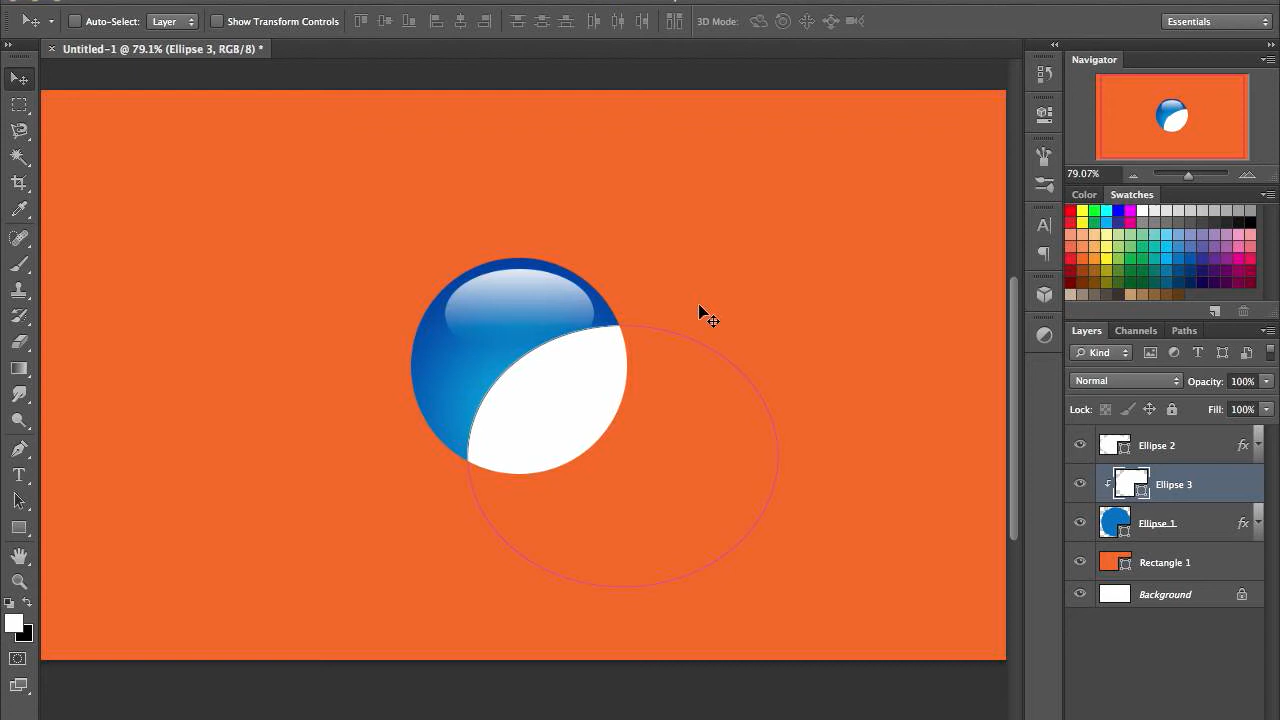 Auto-Select: Layer Show Transform Controls 3D Mode: Essentials
× Untitled-1 @ 79.1% (Ellipse 3, RGB/8) *
Navigator
79.07%
Color Swatches
Layers Channels Paths
Kind
Normal Opacity: 100%
Lock: Fill: 100%
Ellipse 2 fx
Ellipse 3
Ellipse 1 fx
Rectangle 1
Background